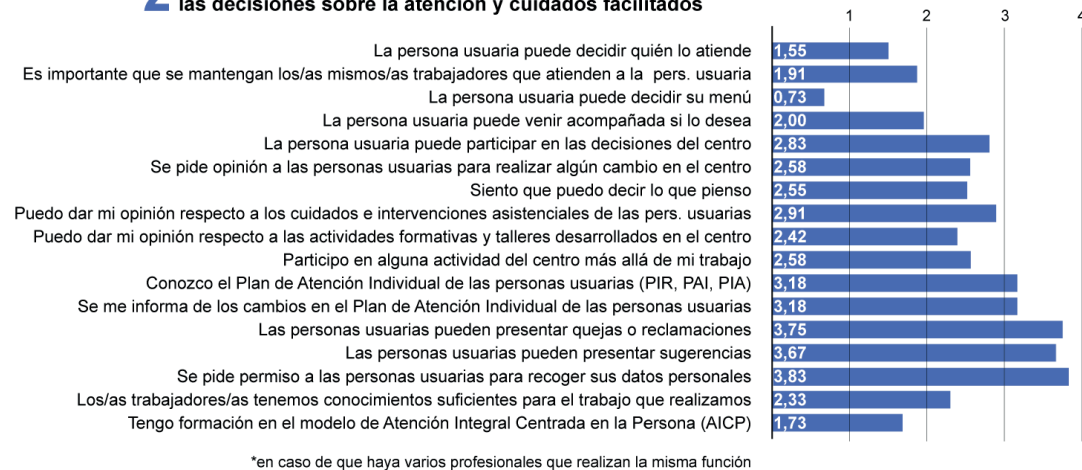 2 las decisiones sobre la atención y cuidados facilitados
1 2 3 4
La persona usuaria puede decidir quién lo atiende 1,55
Es importante que se mantengan los/as mismos/as trabajadores que atienden a la pers. usuaria 1,91
La persona usuaria puede decidir su menú 0,73
La persona usuaria puede venir acompañada si lo desea 2,00
La persona usuaria puede participar en las decisiones del centro 2,83
Se pide opinión a las personas usuarias para realizar algún cambio en el centro 2,58
Siento que puedo decir lo que pienso 2,55
Puedo dar mi opinión respecto a los cuidados e intervenciones asistenciales de las pers. usuarias 2,91
Puedo dar mi opinión respecto a las actividades formativas y talleres desarrollados en el centro 2,42
Participo en alguna actividad del centro más allá de mi trabajo 2,58
Conozco el Plan de Atención Individual de las personas usuarias (PIR, PAI, PIA) 3,18
Se me informa de los cambios en el Plan de Atención Individual de las personas usuarias 3,18
Las personas usuarias pueden presentar quejas o reclamaciones 3,75
Las personas usuarias pueden presentar sugerencias 3,67
Se pide permiso a las personas usuarias para recoger sus datos personales 3,83
Los/as trabajadores/as tenemos conocimientos suficientes para el trabajo que realizamos 2,33
Tengo formación en el modelo de Atención Integral Centrada en la Persona (AICP) 1,73
*en caso de que haya varios profesionales que realizan la misma función